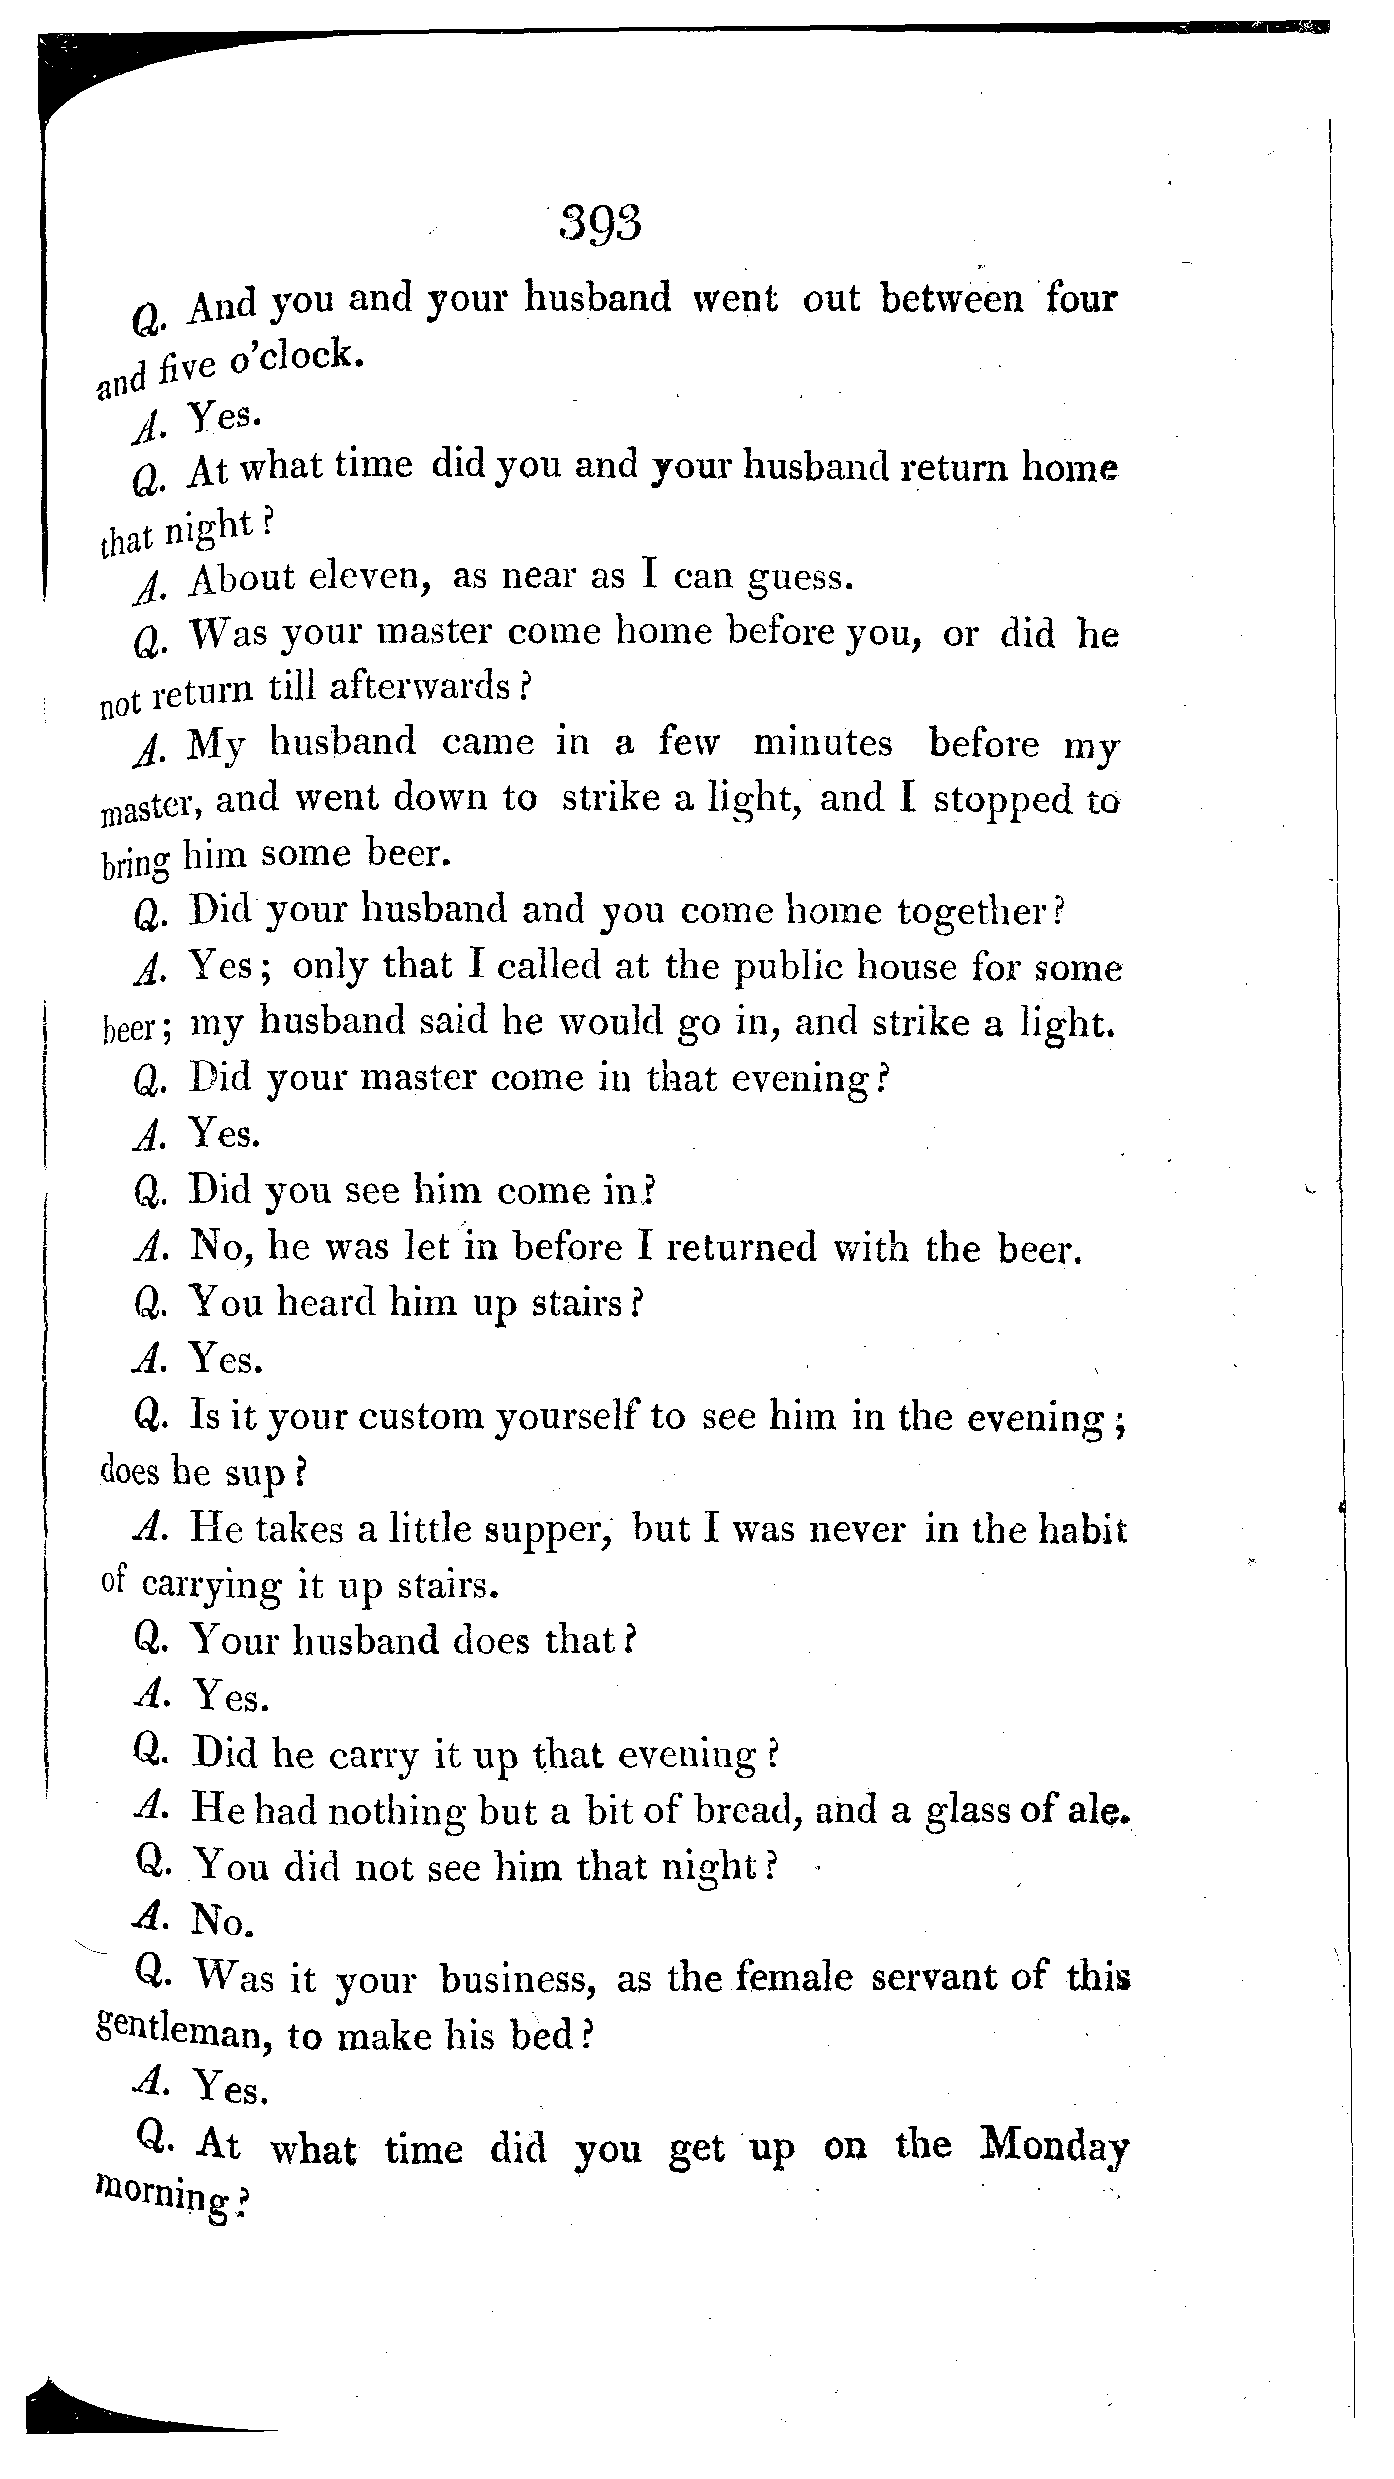 393
Q. And you and your husband went out between four
and five o'clock.
A. Yes.
Q. At what time did you and your husband return home
that night?
A. About eleven, as near as I can guess.
Q. Was your master come home before you, or did he
not return till afterwards?
A. My husband came in a few minutes before my
master, and went down to strike a light, and I stopped to
bring him some beer.
Q. Did your husband and you come home together?
A. Yes; only that I called at the public house for some
beer; my husband said he would go in, and strike a light.
Q. Did your master come in that evening?
A. Yes.
Q. Did you see him come in?
A. No, he was let in before I returned with the beer.
Q. You heard him up stairs?
A. Yes.
Q. Is it your custom yourself to see him in the evening;
does he sup?
A. He takes a little supper, but I was never in the habit
of carrying it up stairs.
Q. Your husband does that?
A. Yes.
Q. Did he carry it up that evening?
A. He had nothing but a bit of bread, and a glass of ale.
Q. You did not see him that night?
A. No.
Q. Was it your business, as the female servant of this
gentleman, to make his bed?
A. Yes.
Q. At what time did you get up on the Monday
morning?